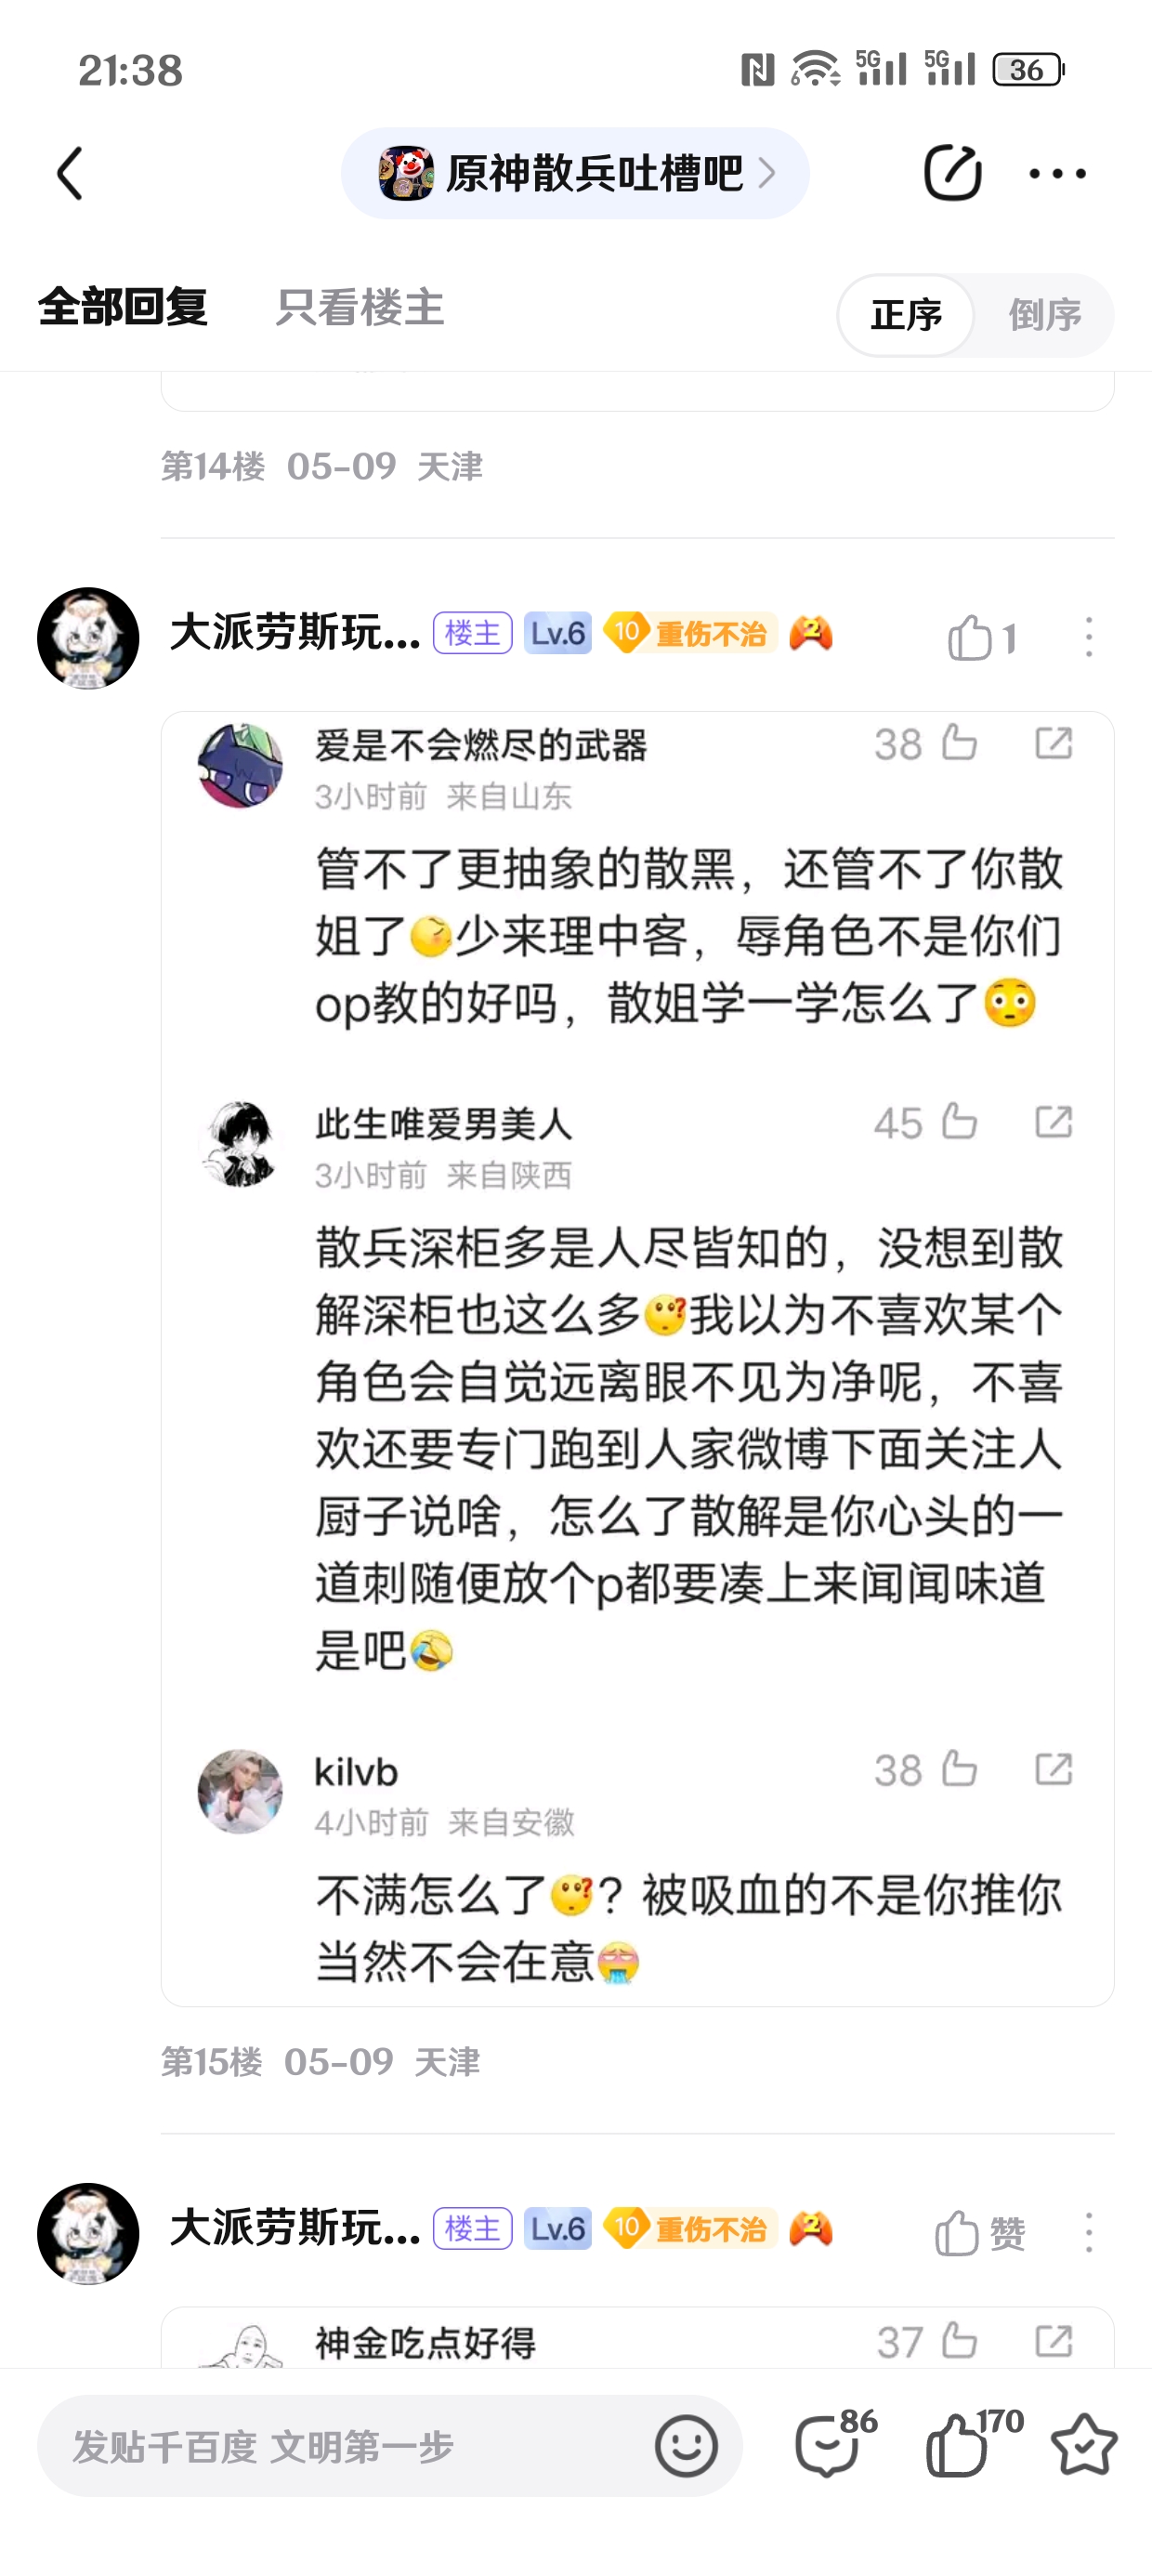 21:38
5G 5G 36
原神散兵吐槽吧
全部回复 只看楼主 正序 倒序
第14楼 05-09 天津
大派劳斯玩... 楼主 Lv.6 10 重伤不治 2 1
爱是不会燃尽的武器 38
3小时前 来自山东
管不了更抽象的散黑，还管不了你散
姐了少来理中客，辱角色不是你们
op教的好吗，散姐学一学怎么了
此生唯爱男美人 45
3小时前 来自陕西
散兵深柜多是人尽皆知的，没想到散
解深柜也这么多我以为不喜欢某个
角色会自觉远离眼不见为净呢，不喜
欢还要专门跑到人家微博下面关注人
厨子说啥，怎么了散解是你心头的一
道刺随便放个p都要凑上来闻闻味道
是吧
kilvb 38
4小时前 来自安徽
不满怎么了？被吸血的不是你推你
当然不会在意
第15楼 05-09 天津
大派劳斯玩... 楼主 Lv.6 10 重伤不治 2 赞
神金吃点好得 37
发贴千百度 文明第一步 86 170